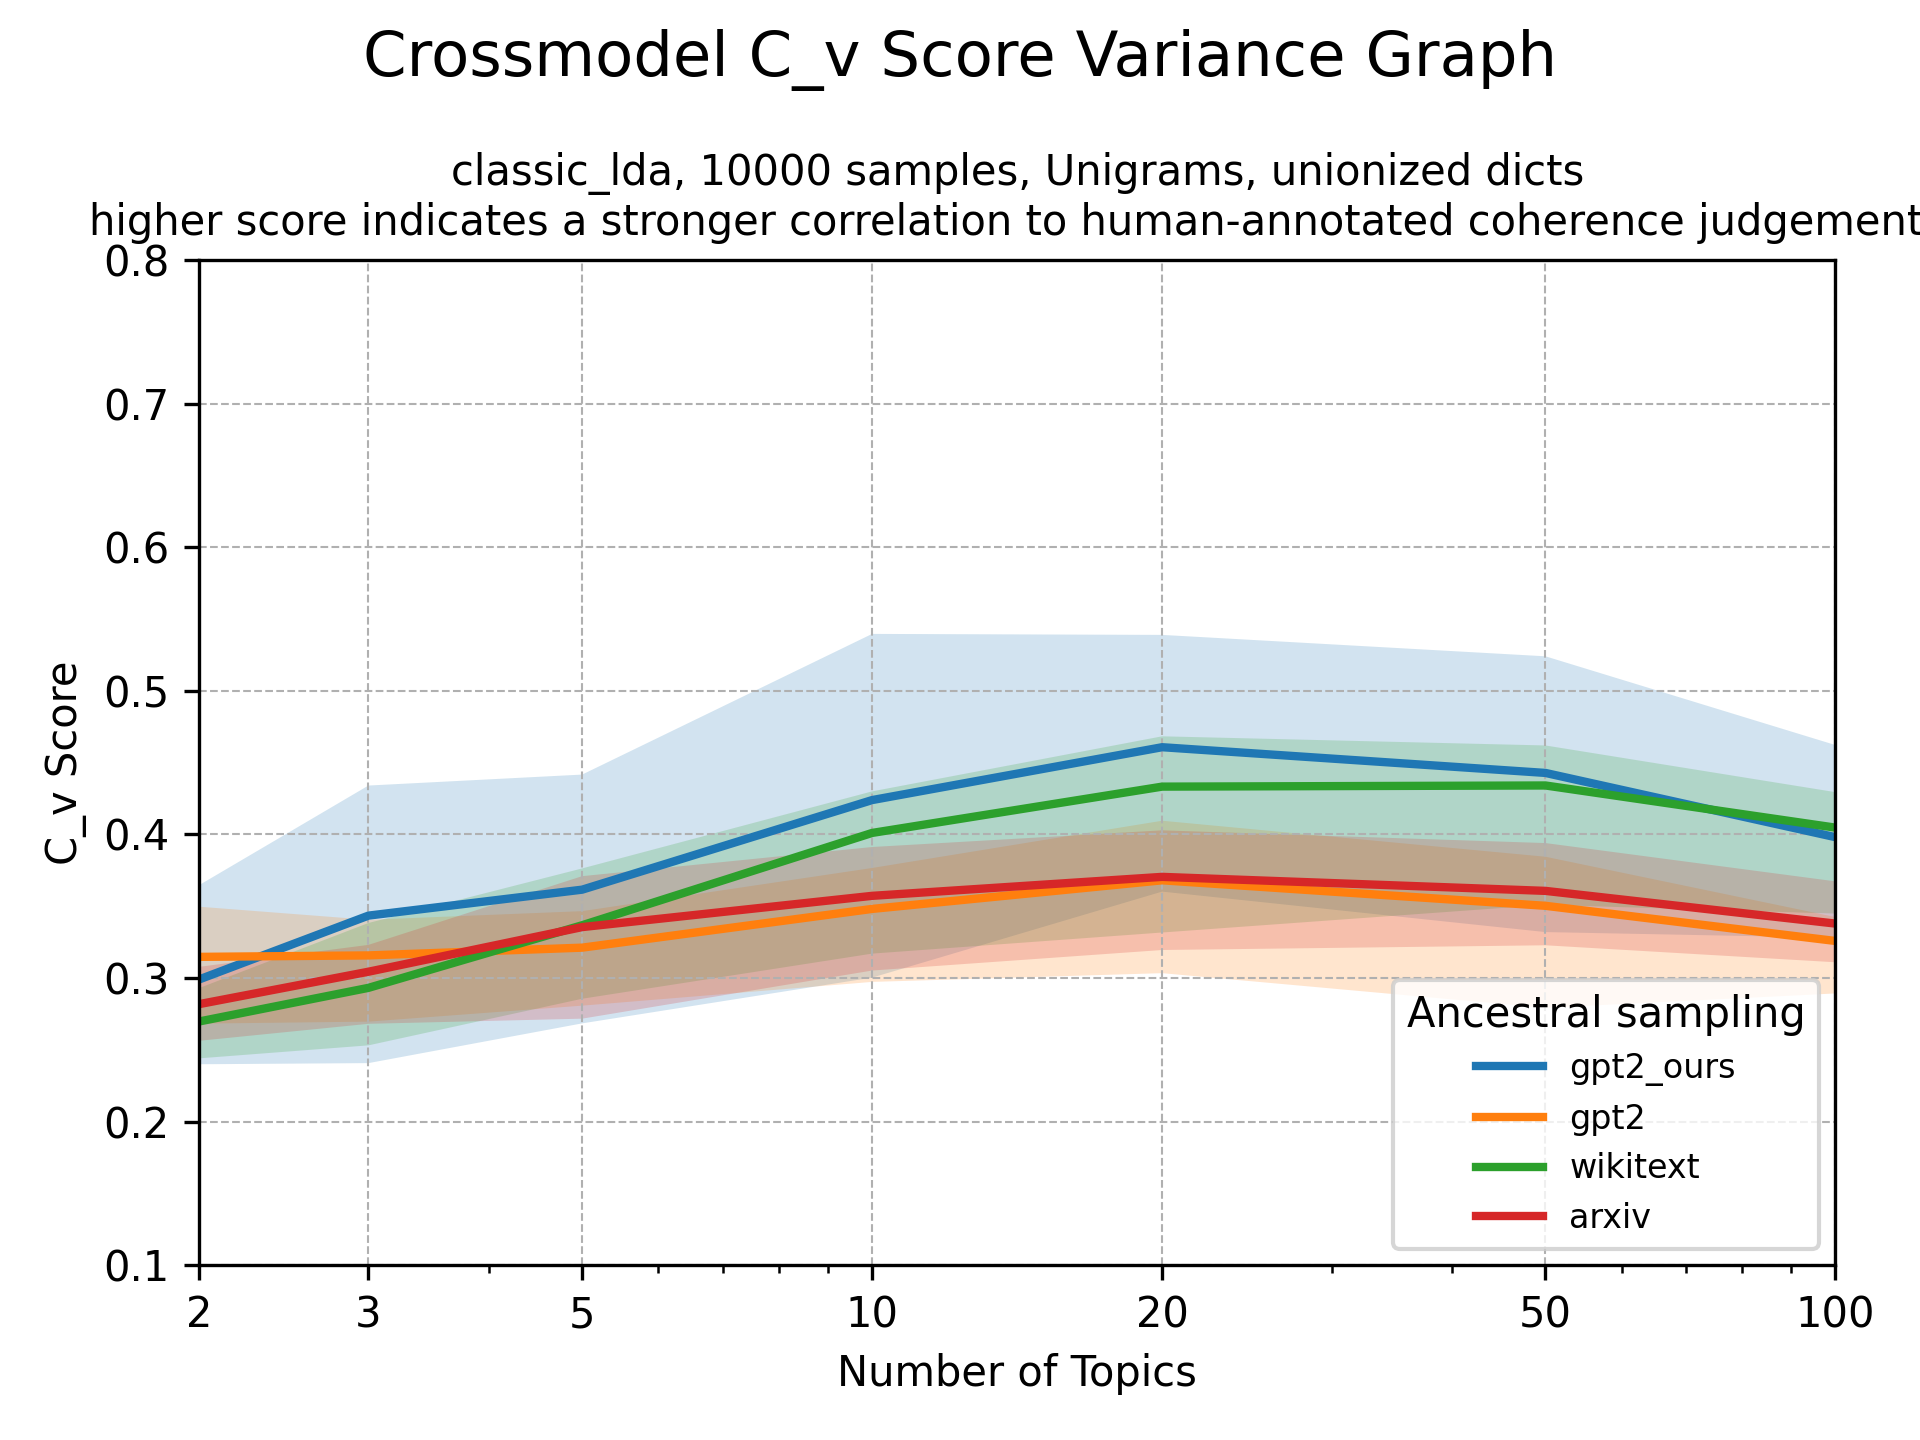 Crossmodel C_v Score Variance Graph
classic_lda, 10000 samples, Unigrams, unionized dicts
higher score indicates a stronger correlation to human-annotated coherence judgement
0.8
0.7
0.6
0.5
0.4
0.3
0.2
0.1
C_v Score
2 3 5 10 20 50 100
Number of Topics
Ancestral sampling
gpt2_ours
gpt2
wikitext
arxiv